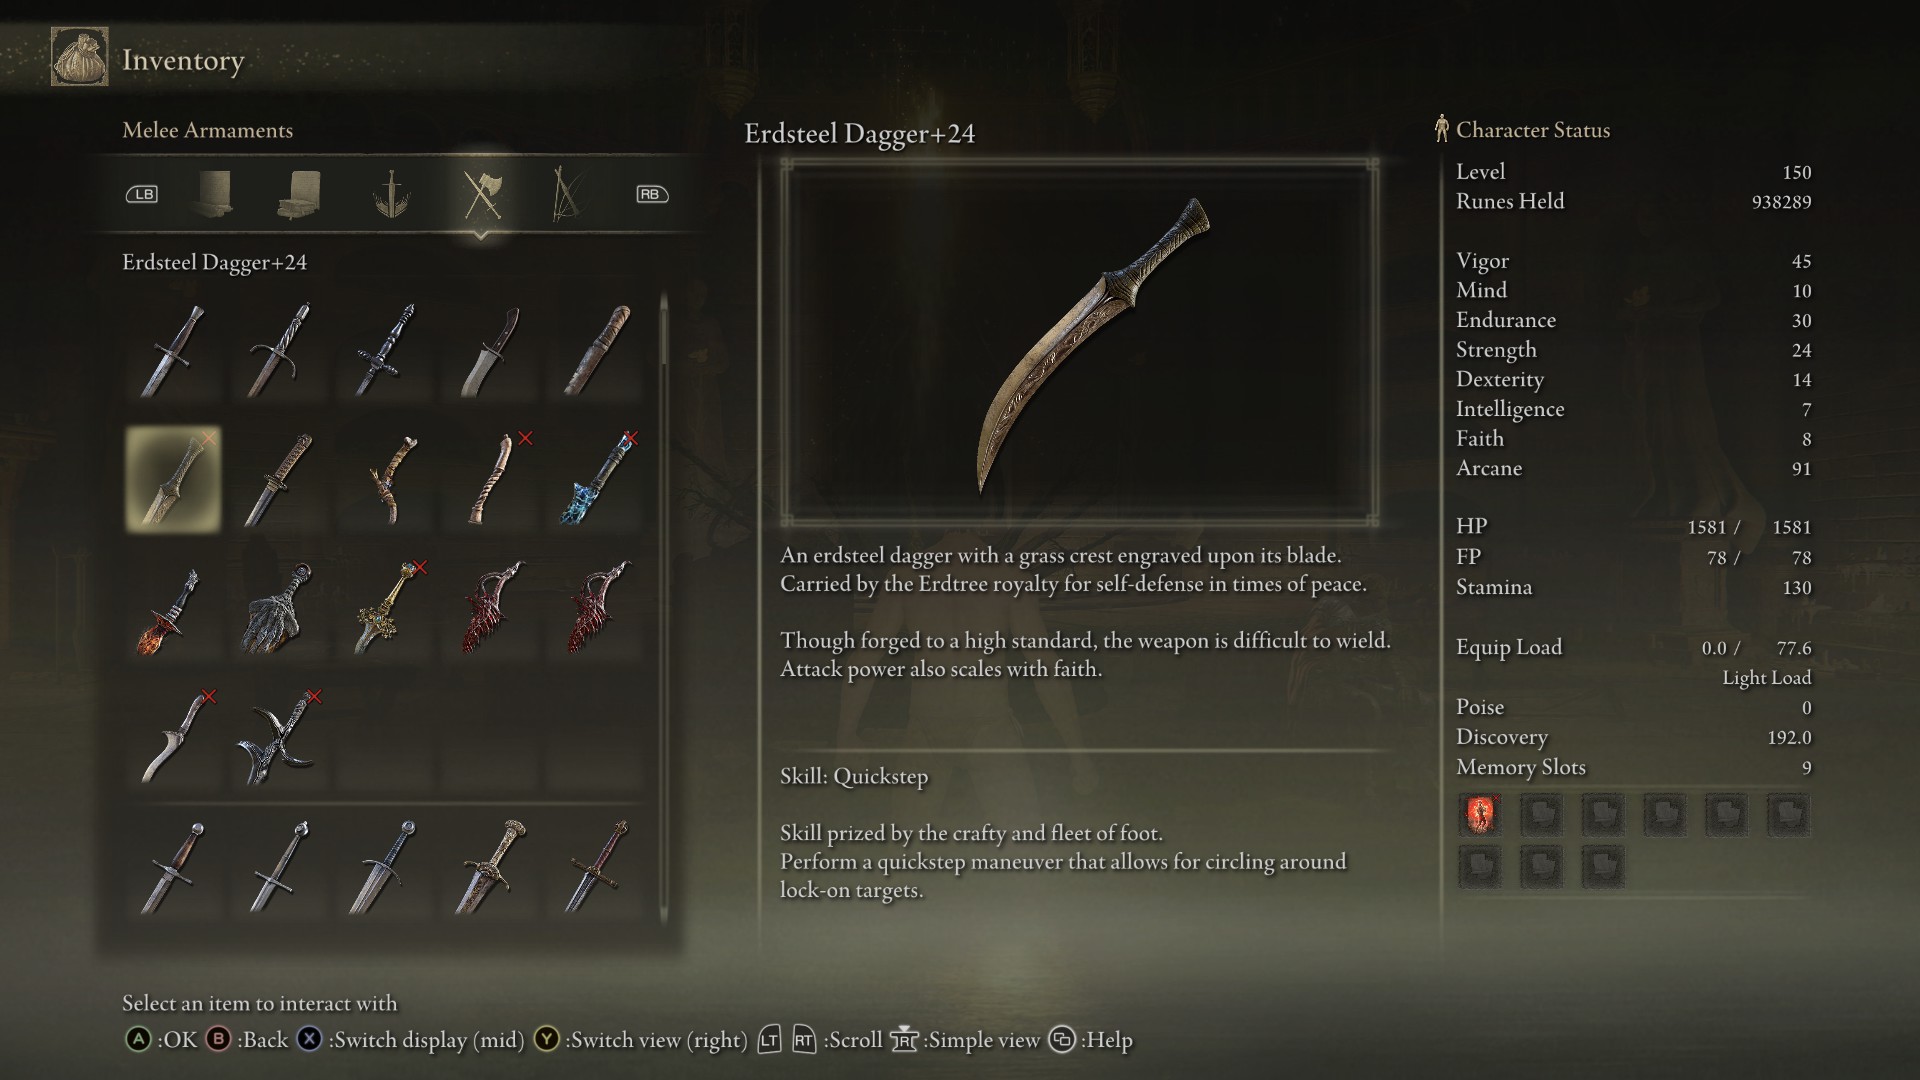 Inventory
Melee Armaments
LB
RB
Erdsteel Dagger+24
Erdsteel Dagger+24
An erdsteel dagger with a grass crest engraved upon its blade.
Carried by the Erdtree royalty for self-defense in times of peace.
Though forged to a high standard, the weapon is difficult to wield.
Attack power also scales with faith.
Skill: Quickstep
Skill prized by the crafty and fleet of foot.
Perform a quickstep maneuver that allows for circling around
lock-on targets.
Character Status
Level 150
Runes Held 938289
Vigor 45
Mind 10
Endurance 30
Strength 24
Dexterity 14
Intelligence 7
Faith 8
Arcane 91
HP 1581 / 1581
FP 78 / 78
Stamina 130
Equip Load 0.0 / 77.6
Light Load
Poise 0
Discovery 192.0
Memory Slots 9
Select an item to interact with
A :OK B :Back X :Switch display (mid) Y :Switch view (right) LT RT :Scroll R :Simple view :Help